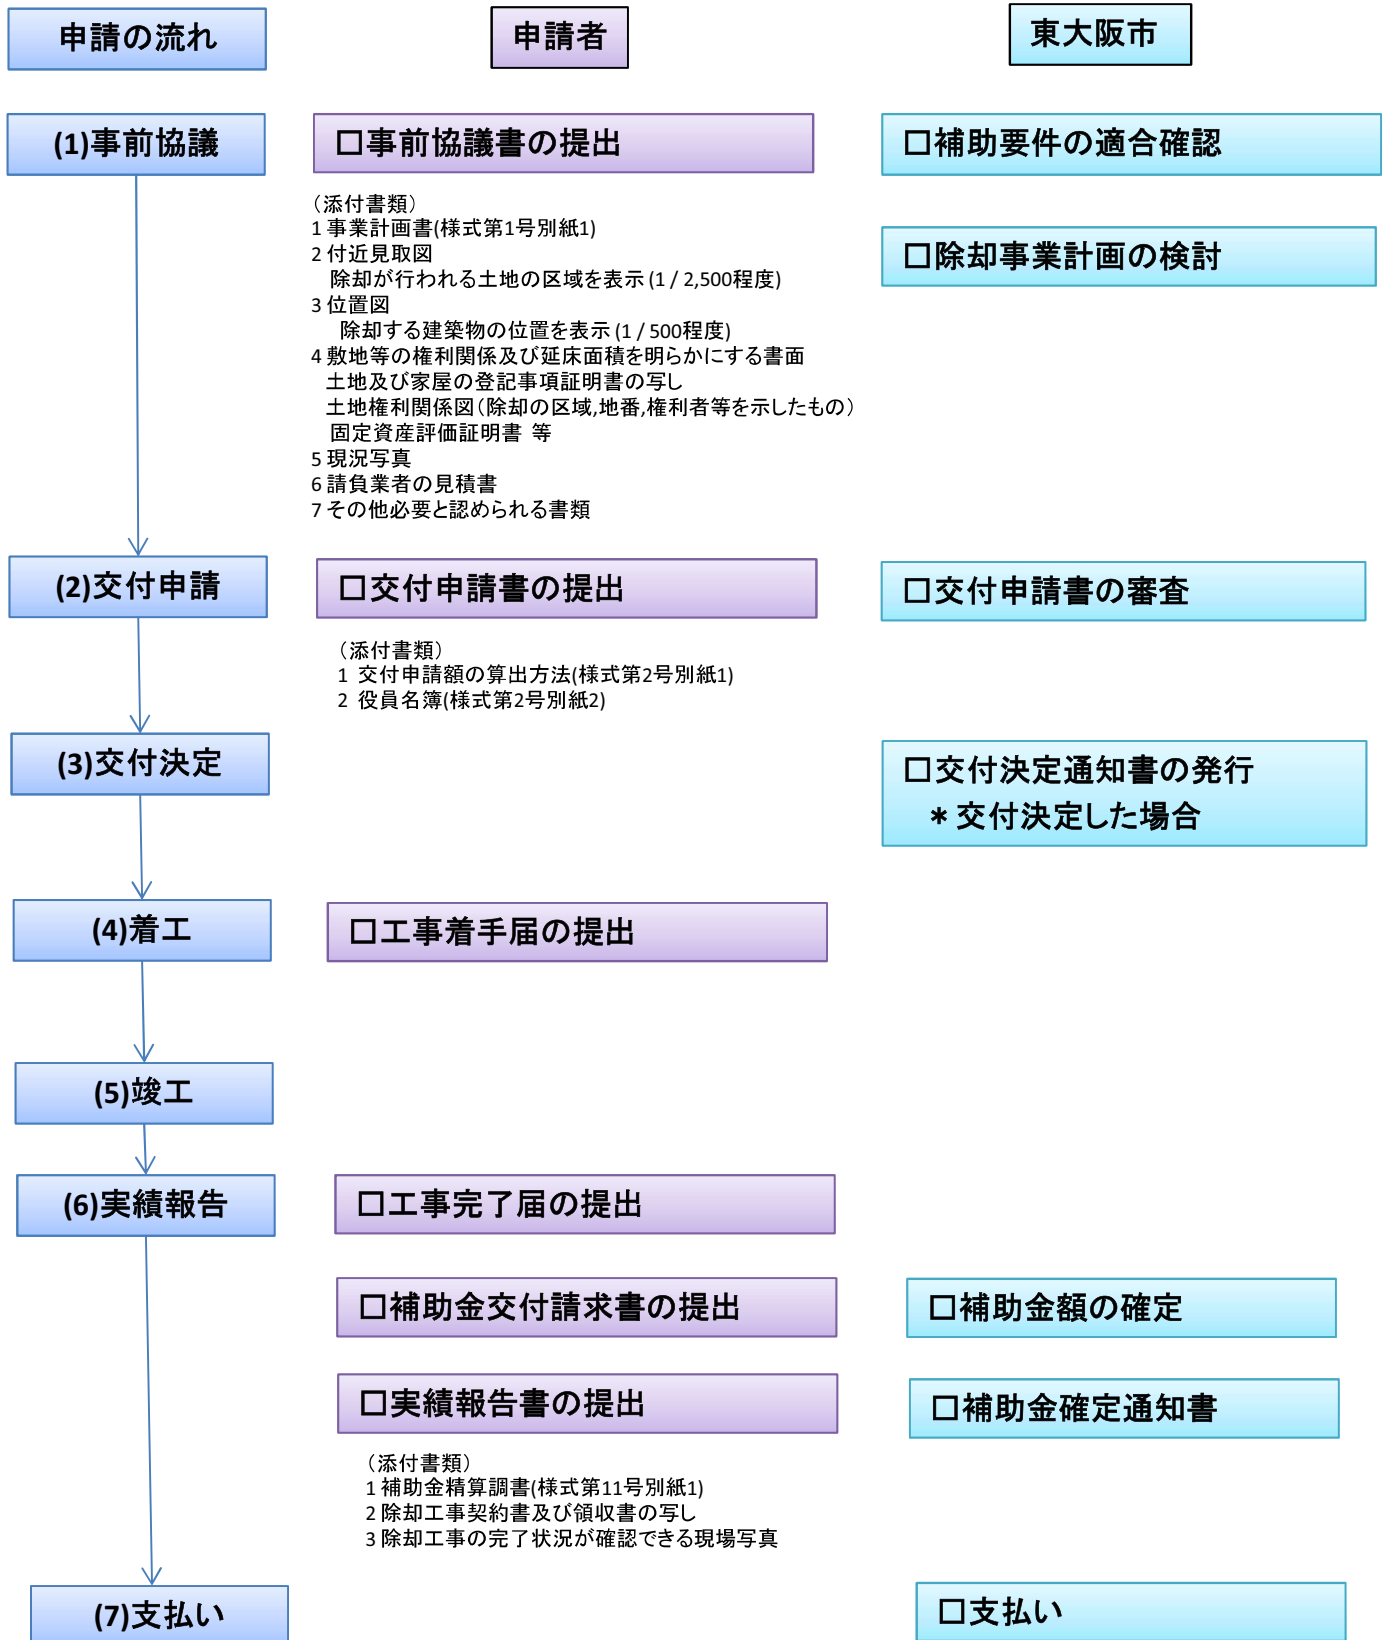 申請の流れ
申請者
東大阪市
(1)事前協議
□事前協議書の提出
□補助要件の適合確認
（添付書類）
1 事業計画書(様式第1号別紙1)
2 付近見取図
除却が行われる土地の区域を表示 (1 / 2,500程度)
3 位置図
除却する建築物の位置を表示 (1 / 500程度)
4 敷地等の権利関係及び延床面積を明らかにする書面
土地及び家屋の登記事項証明書の写し
土地権利関係図（除却の区域,地番,権利者等を示したもの）
固定資産評価証明書 等
5 現況写真
6 請負業者の見積書
7 その他必要と認められる書類
□除却事業計画の検討
(2)交付申請
□交付申請書の提出
□交付申請書の審査
（添付書類）
1 交付申請額の算出方法(様式第2号別紙1)
2 役員名簿(様式第2号別紙2)
(3)交付決定
□交付決定通知書の発行
＊交付決定した場合
(4)着工
□工事着手届の提出
(5)竣工
(6)実績報告
□工事完了届の提出
□補助金交付請求書の提出
□補助金額の確定
□実績報告書の提出
□補助金確定通知書
（添付書類）
1 補助金精算調書(様式第11号別紙1)
2 除却工事契約書及び領収書の写し
3 除却工事の完了状況が確認できる現場写真
(7)支払い
□支払い